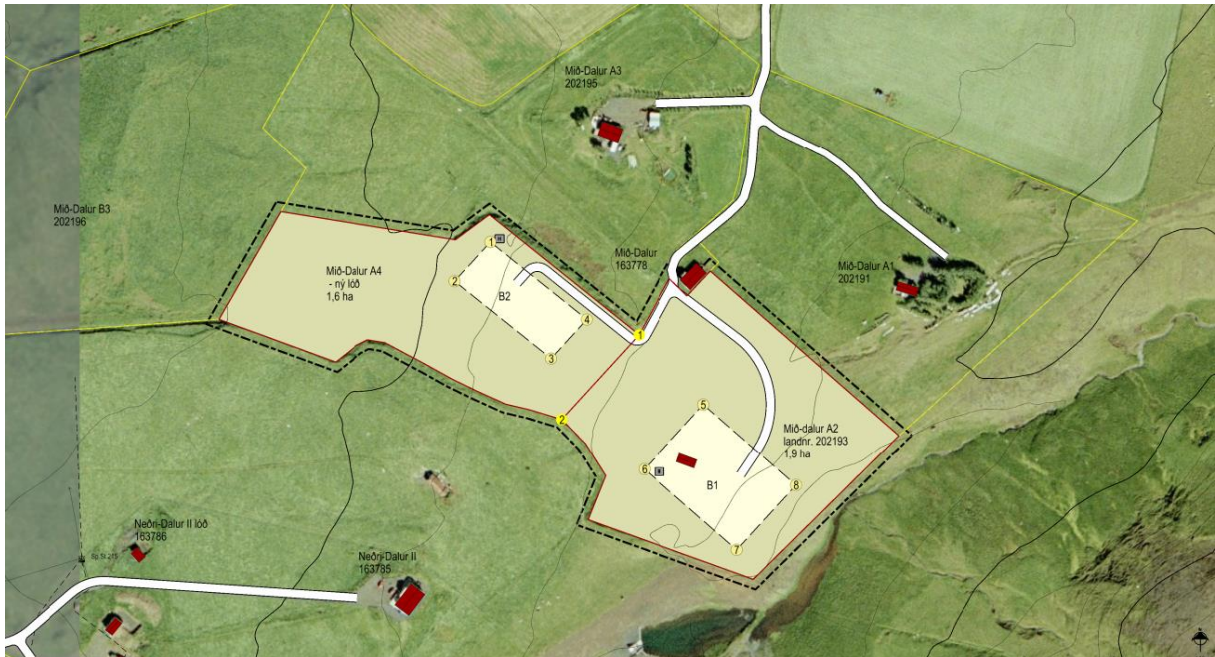 Mið-Dalur A3
202195
Mið-Dalur B3
202196
Mið-Dalur
163778
Mið-Dalur A1
202191
Mið-Dalur A4
- ný lóð
1,6 ha
1
2
B2
4
3
1
2
5
Mið-dalur A2
landnr. 202193
1,9 ha
6
B1
8
7
Neðri-Dalur II lóð
163786
Neðri-Dalur II
163785